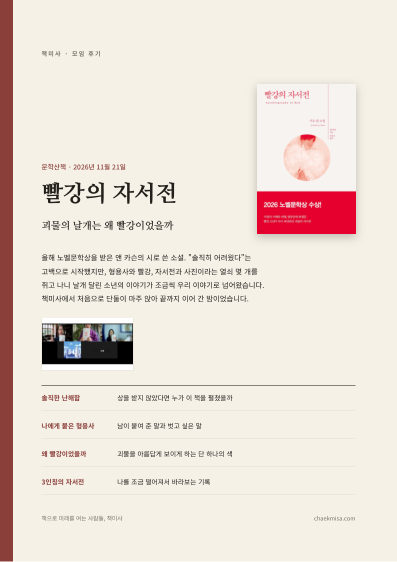 책미사 · 모임 후기
빨강의 자서전
2026 노벨문학상 수상!
문학산책 · 2026년 11월 21일
빨강의 자서전
괴물의 날개는 왜 빨강이었을까
올해 노벨문학상을 받은 앤 카슨의 시로 쓴 소설. "솔직히 어려웠다"는
고백으로 시작했지만, 형용사와 빨강, 자서전과 사진이라는 열쇠 몇 개를
쥐고 나니 날개 달린 소년의 이야기가 조금씩 우리 이야기로 넘어왔습니다.
책미사에서 처음으로 단둘이 마주 앉아 끝까지 이어 간 밤이었습니다.
솔직한 난해함
상을 받지 않았다면 누가 이 책을 펼쳤을까
나에게 붙은 형용사
남이 붙여 준 말과 벗고 싶은 말
왜 빨강이었을까
괴물을 아름답게 보이게 하는 단 하나의 색
3인칭의 자서전
나를 조금 떨어져서 바라보는 기록
책으로 미래를 여는 사람들, 책미사
chaekmisa.com